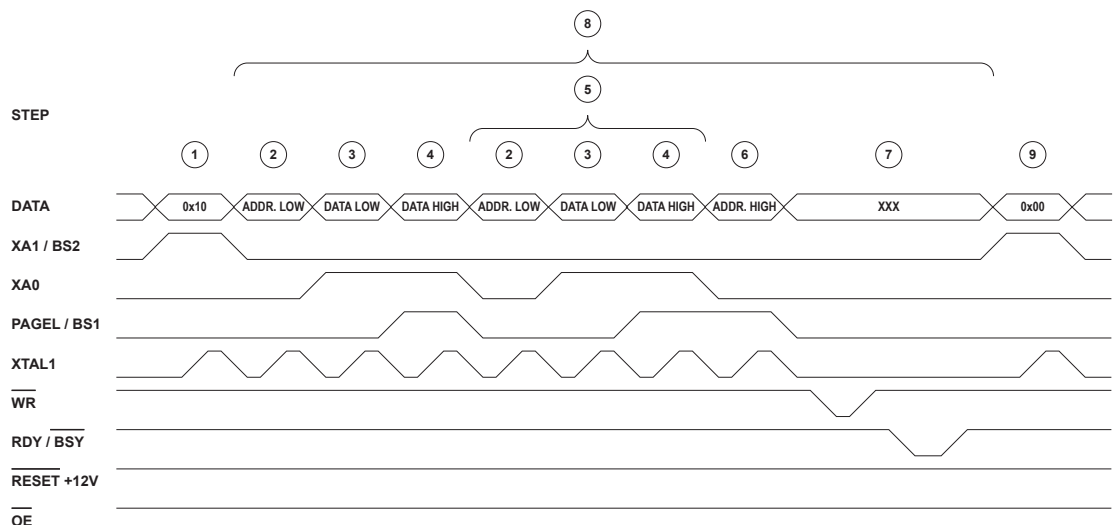 8
5
STEP
1 2 3 4 2 3 4 6 7 9
DATA 0x10 ADDR. LOW DATA LOW DATA HIGH ADDR. LOW DATA LOW DATA HIGH ADDR. HIGH XXX 0x00
XA1 / BS2
XA0
PAGEL / BS1
XTAL1
WR
RDY / BSY
RESET +12V
OE